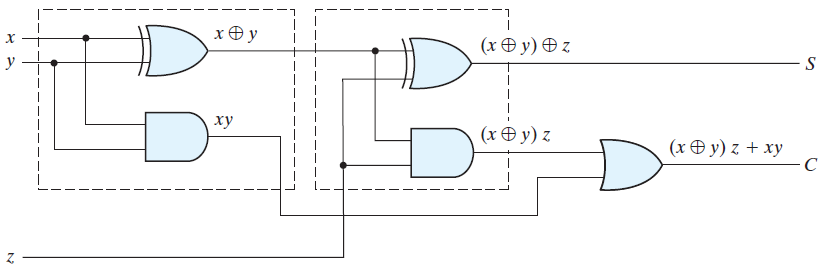 x
y
x ⊕ y
xy
(x ⊕ y) ⊕ z
S
(x ⊕ y) z
(x ⊕ y) z + xy
C
z